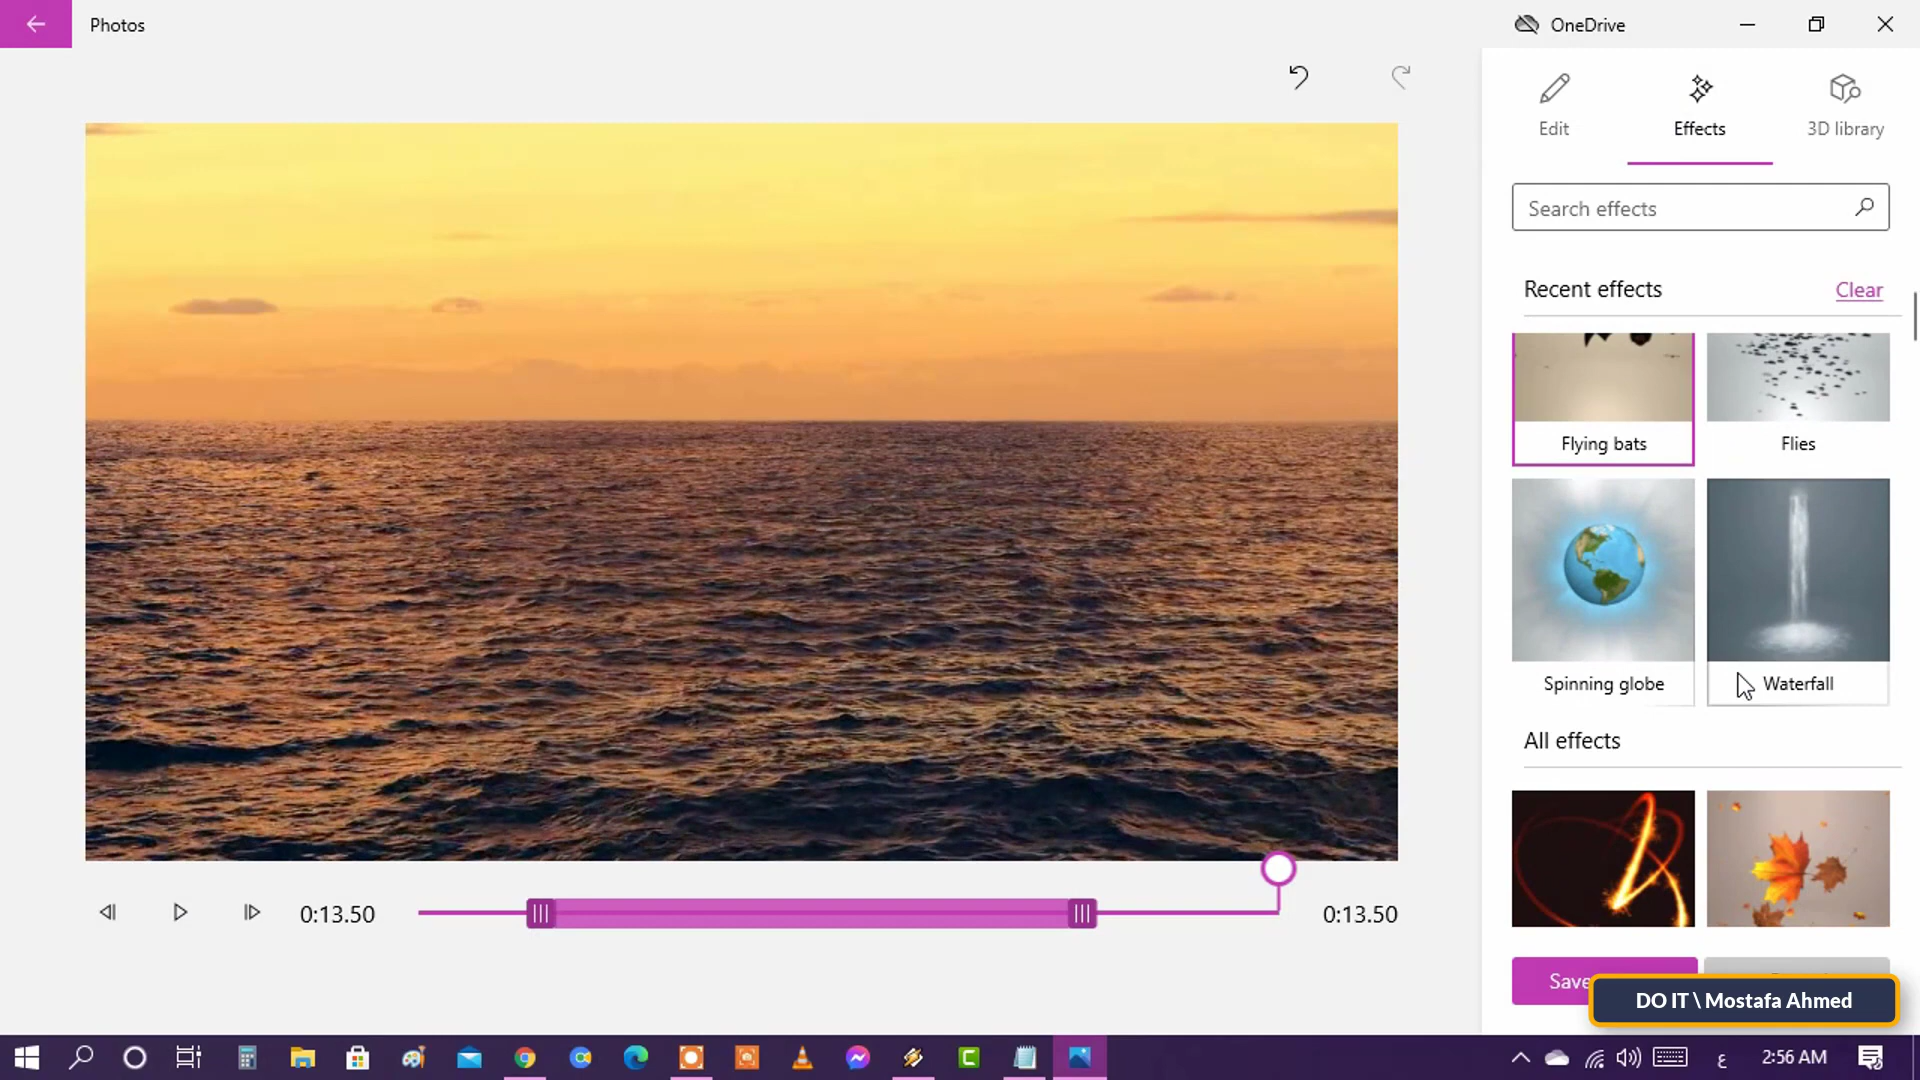 Photos
OneDrive
Edit
Effects
3D library
Search effects
Recent effects
Clear
Flying bats
Flies
Spinning globe
Waterfall
All effects
0:13.50
0:13.50
Save
DO IT \ Mostafa Ahmed
ع
2:56 AM